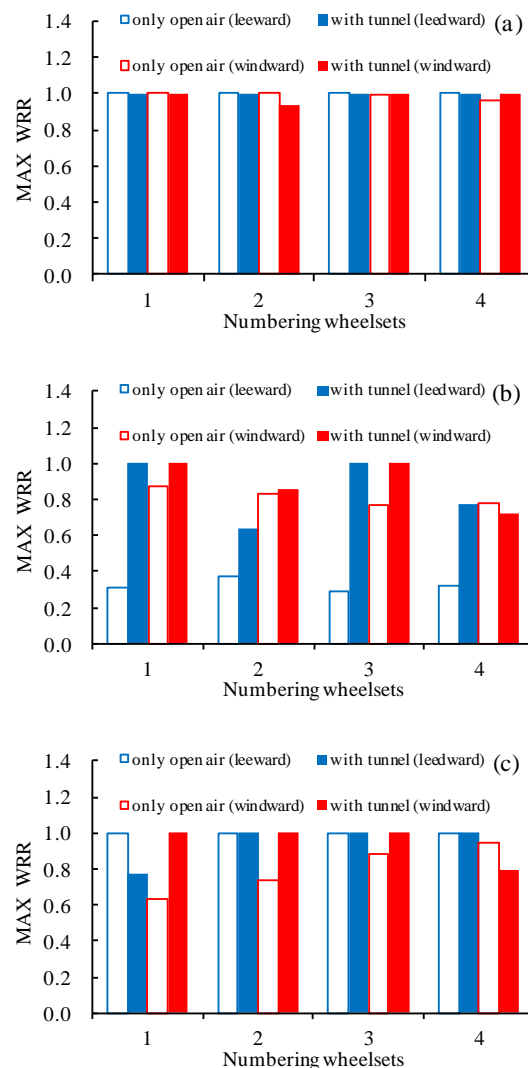 1.4
only open air (leeward)
with tunnel (leedward)
(a)
1.2
only open air (windward)
with tunnel (windward)
1.0
0.8
0.6
0.4
0.2
0.0
MAX WRR
1 2 3 4
Numbering wheelsets
1.4
only open air (leeward)
with tunnel (leedward)
(b)
1.2
only open air (windward)
with tunnel (windward)
1.0
0.8
0.6
0.4
0.2
0.0
MAX WRR
1 2 3 4
Numbering wheelsets
1.4
only open air (leeward)
with tunnel (leedward)
(c)
1.2
only open air (windward)
with tunnel (windward)
1.0
0.8
0.6
0.4
0.2
0.0
MAX WRR
1 2 3 4
Numbering wheelsets